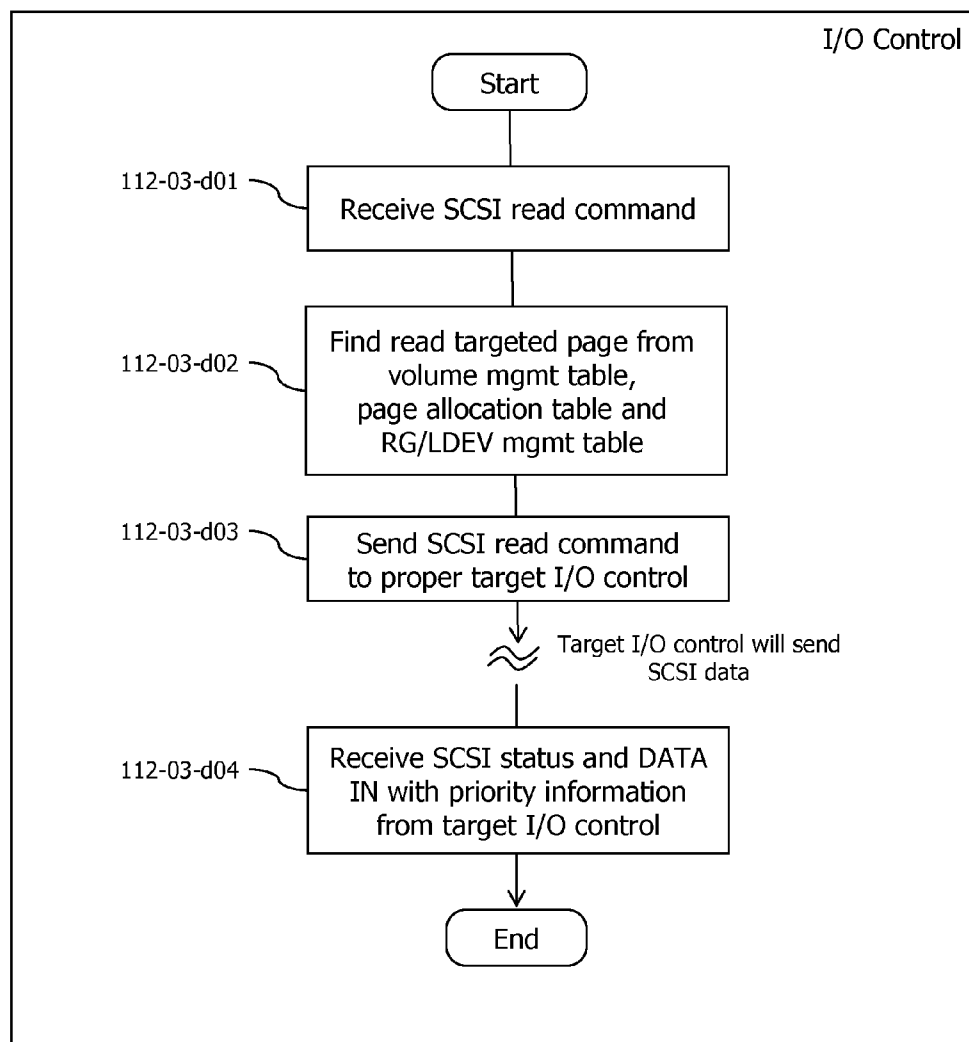 I/O Control
Start
112-03-d01
Receive SCSI read command
112-03-d02
Find read targeted page from
volume mgmt table,
page allocation table and
RG/LDEV mgmt table
112-03-d03
Send SCSI read command
to proper target I/O control
Target I/O control will send
SCSI data
112-03-d04
Receive SCSI status and DATA
IN with priority information
from target I/O control
End